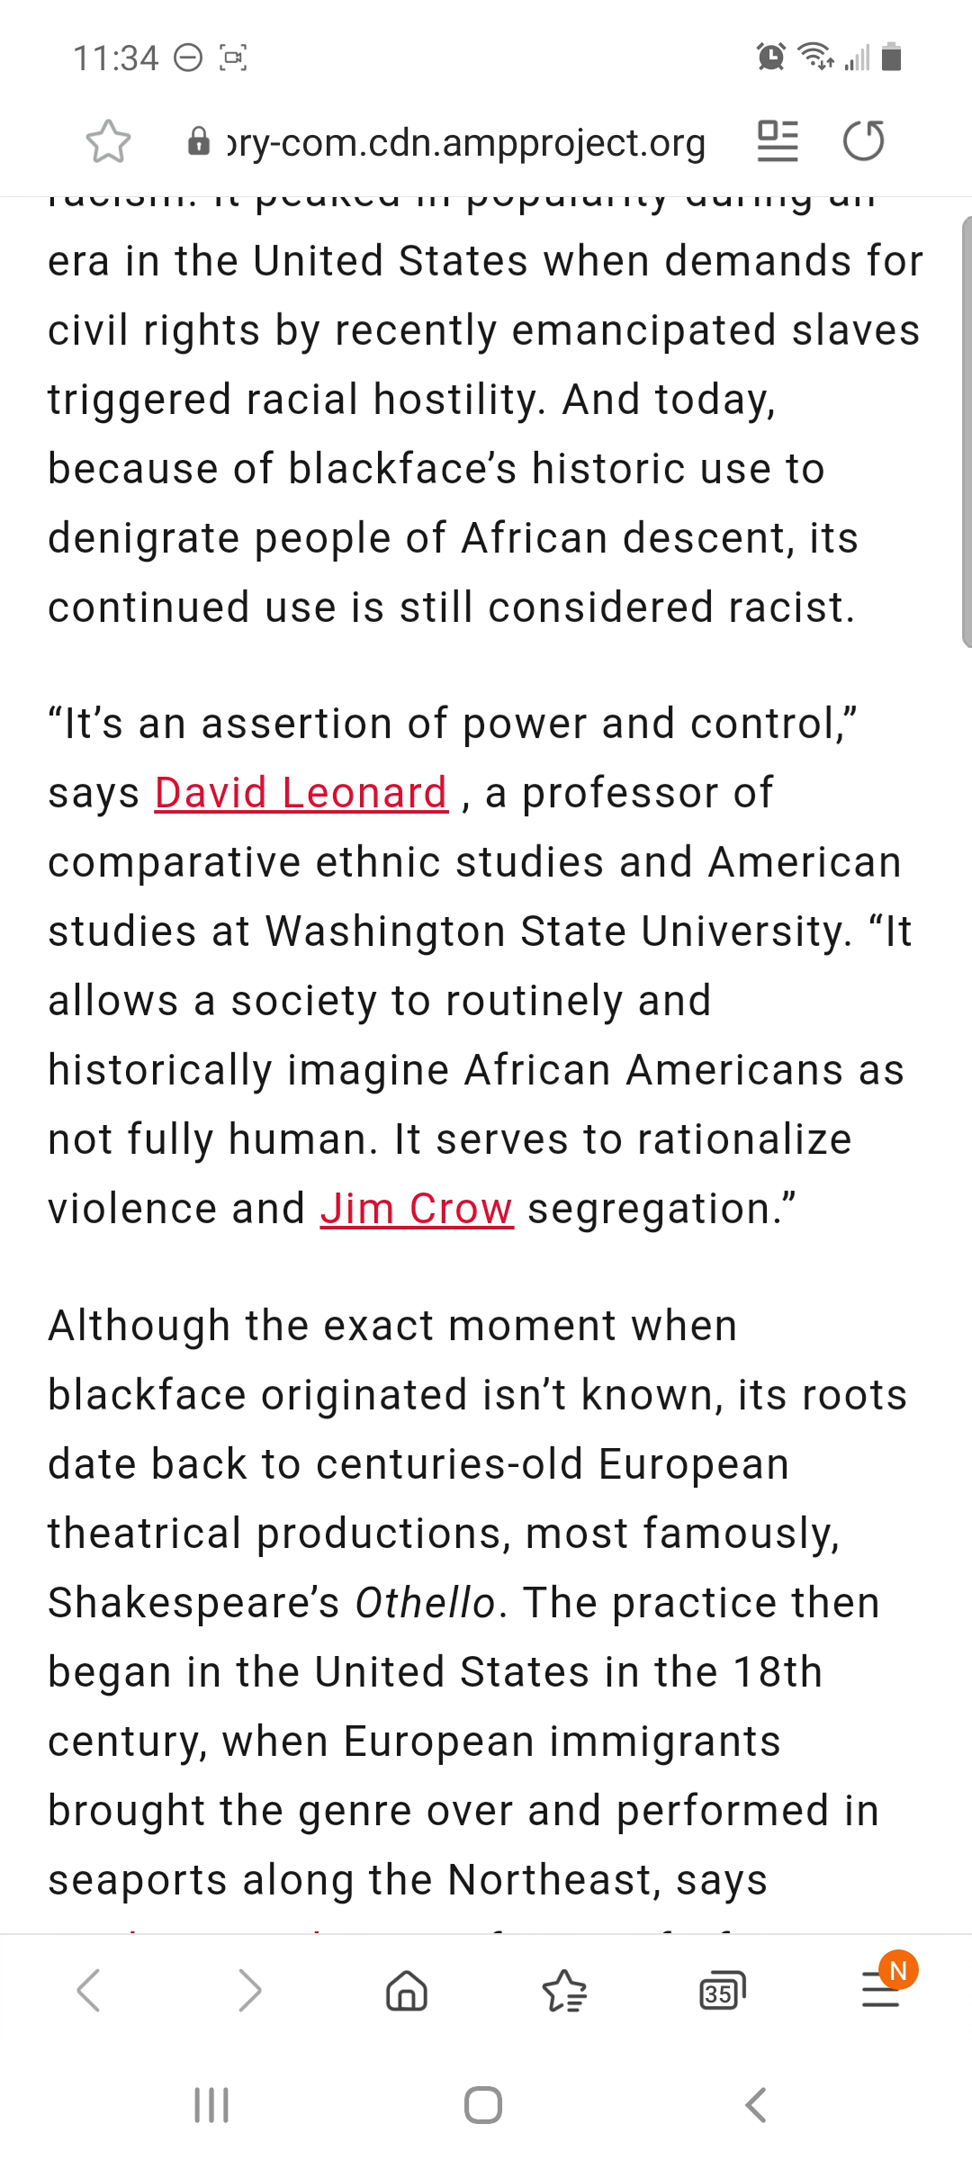 11:34
ory-com.cdn.ampproject.org
racism. It peaked in popularity during an
era in the United States when demands for
civil rights by recently emancipated slaves
triggered racial hostility. And today,
because of blackface’s historic use to
denigrate people of African descent, its
continued use is still considered racist.
“It’s an assertion of power and control,”
says David Leonard , a professor of
comparative ethnic studies and American
studies at Washington State University. “It
allows a society to routinely and
historically imagine African Americans as
not fully human. It serves to rationalize
violence and Jim Crow segregation.”
Although the exact moment when
blackface originated isn’t known, its roots
date back to centuries-old European
theatrical productions, most famously,
Shakespeare’s Othello. The practice then
began in the United States in the 18th
century, when European immigrants
brought the genre over and performed in
seaports along the Northeast, says
N
35